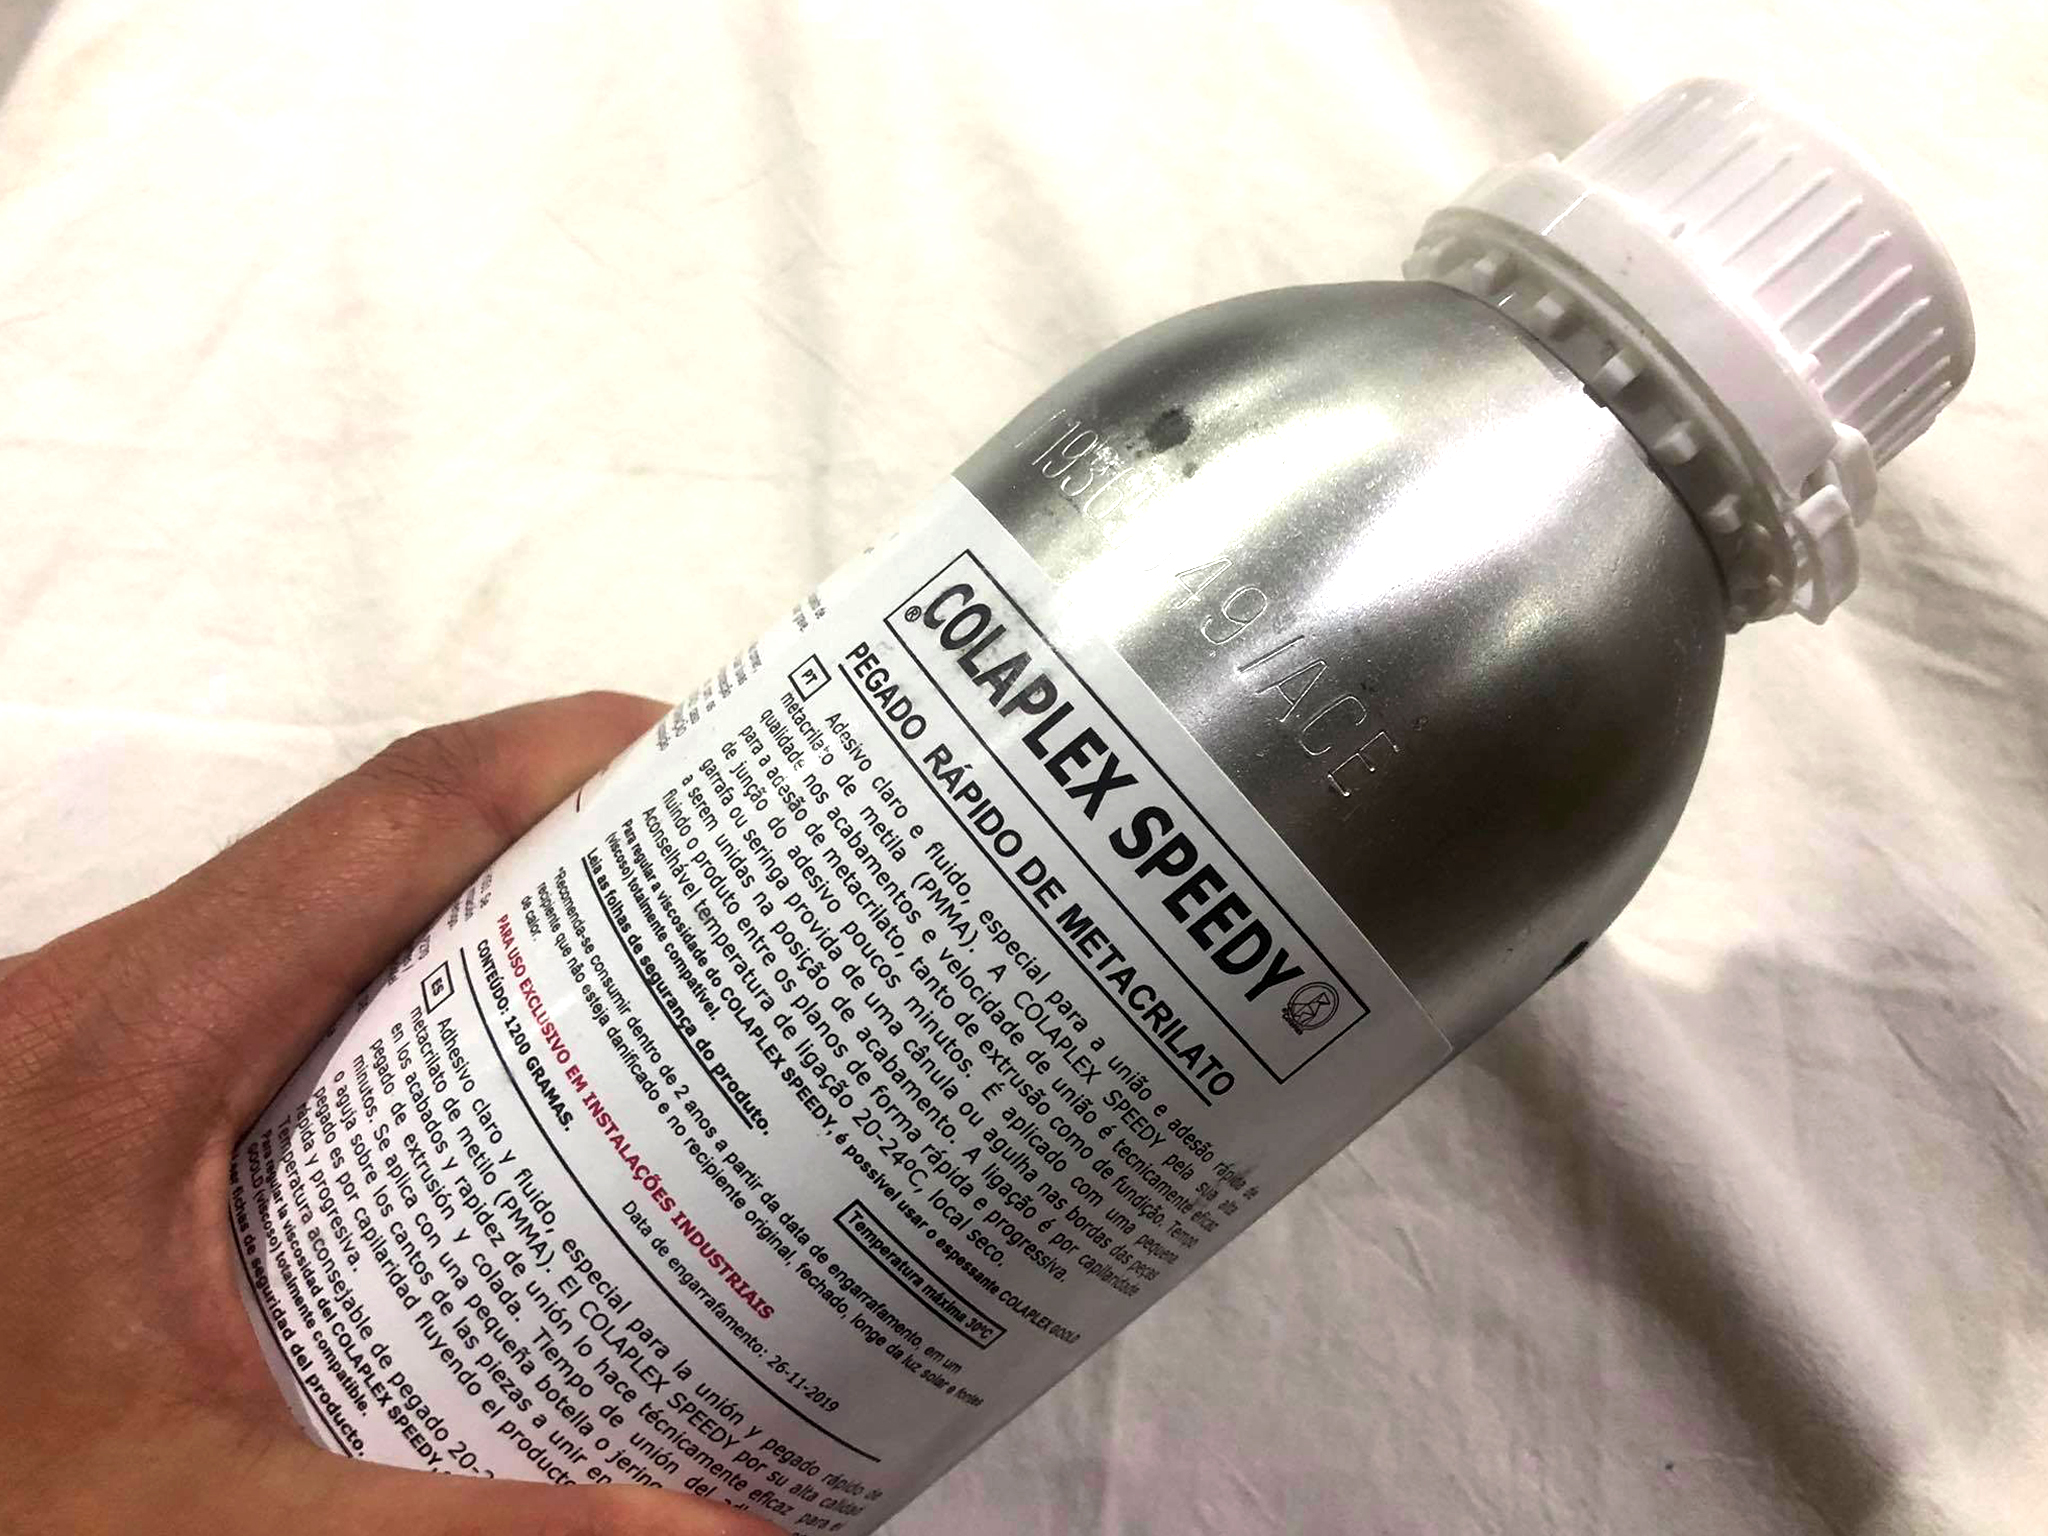 49/ACE
COLAPLEX SPEEDY
®
PEGADO RÁPIDO DE METACRILATO
PT
Adesivo claro e fluido, especial para a união e adesão rápida de
metacrilato de metila (PMMA). A COLAPLEX SPEEDY pela sua alta
qualidade nos acabamentos e velocidade de união é tecnicamente eficaz
para a adesão de metacrilato, tanto de extrusão como de fundição. Tempo
de junção do adesivo poucos minutos. É aplicado com uma pequena
garrafa ou seringa provida de uma cânula ou agulha nas bordas das peças
a serem unidas na posição de acabamento. A ligação é por capilaridade
fluindo o produto entre os planos de forma rápida e progressiva.
Aconselhável temperatura de ligação 20-24ºC, local seco.
Para regular a viscosidade do COLAPLEX SPEEDY, é possível usar o espessante COLAPLEX GOOLD
(viscoso) totalmente compatível.
Leia as folhas de segurança do produto.
Temperatura máxima 30ºC
*Recomenda-se consumir dentro de 2 anos a partir da data de engarrafamento, em um
recipiente que não esteja danificado e no recipiente original, fechado, longe da luz solar e fontes
de calor.
PARA USO EXCLUSIVO EM INSTALAÇÕES INDUSTRIAIS
CONTEÚDO: 1200 GRAMAS.
Data de engarrafamento: 26-11-2019
ES
Adhesivo claro y fluido, especial para la unión y pegado rápido de
metacrilato de metilo (PMMA). El COLAPLEX SPEEDY por su alta calidad
en los acabados y rapidez de unión lo hace técnicamente eficaz para el
pegado de extrusión y colada. Tiempo de unión del
minutos. Se aplica con una pequeña botella o
o aguja sobre los cantos de las piezas a unir en
pegado es por capilaridad fluyendo el producto
rápida y progresiva.
Temperatura aconsejable de pegado 20-
Para regular la viscosidad del COLAPLEX SPEEDY,
GOOLD (viscoso) totalmente compatible.
fichas de seguridad del producto.